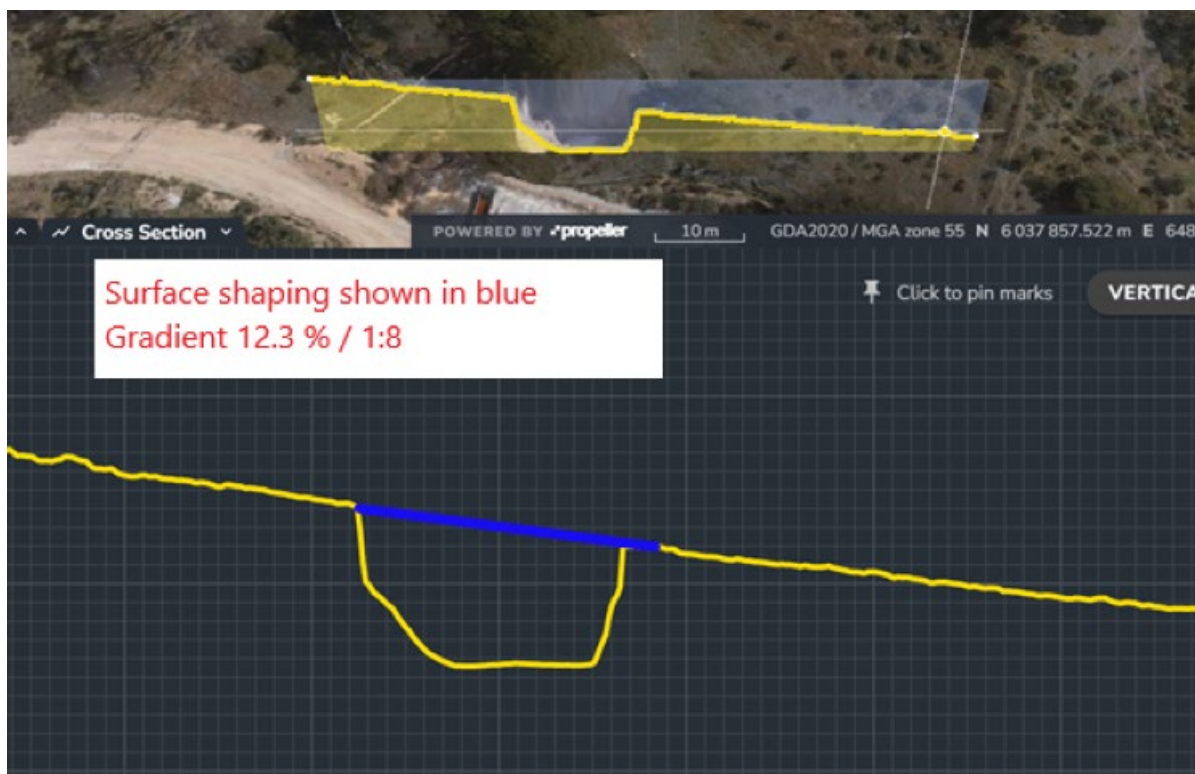 Cross Section
POWERED BY propeller
10 m
GDA2020 / MGA zone 55 N 6 037 857.522 m E 648
Surface shaping shown in blue
Gradient 12.3 % / 1:8
Click to pin marks
VERTICA